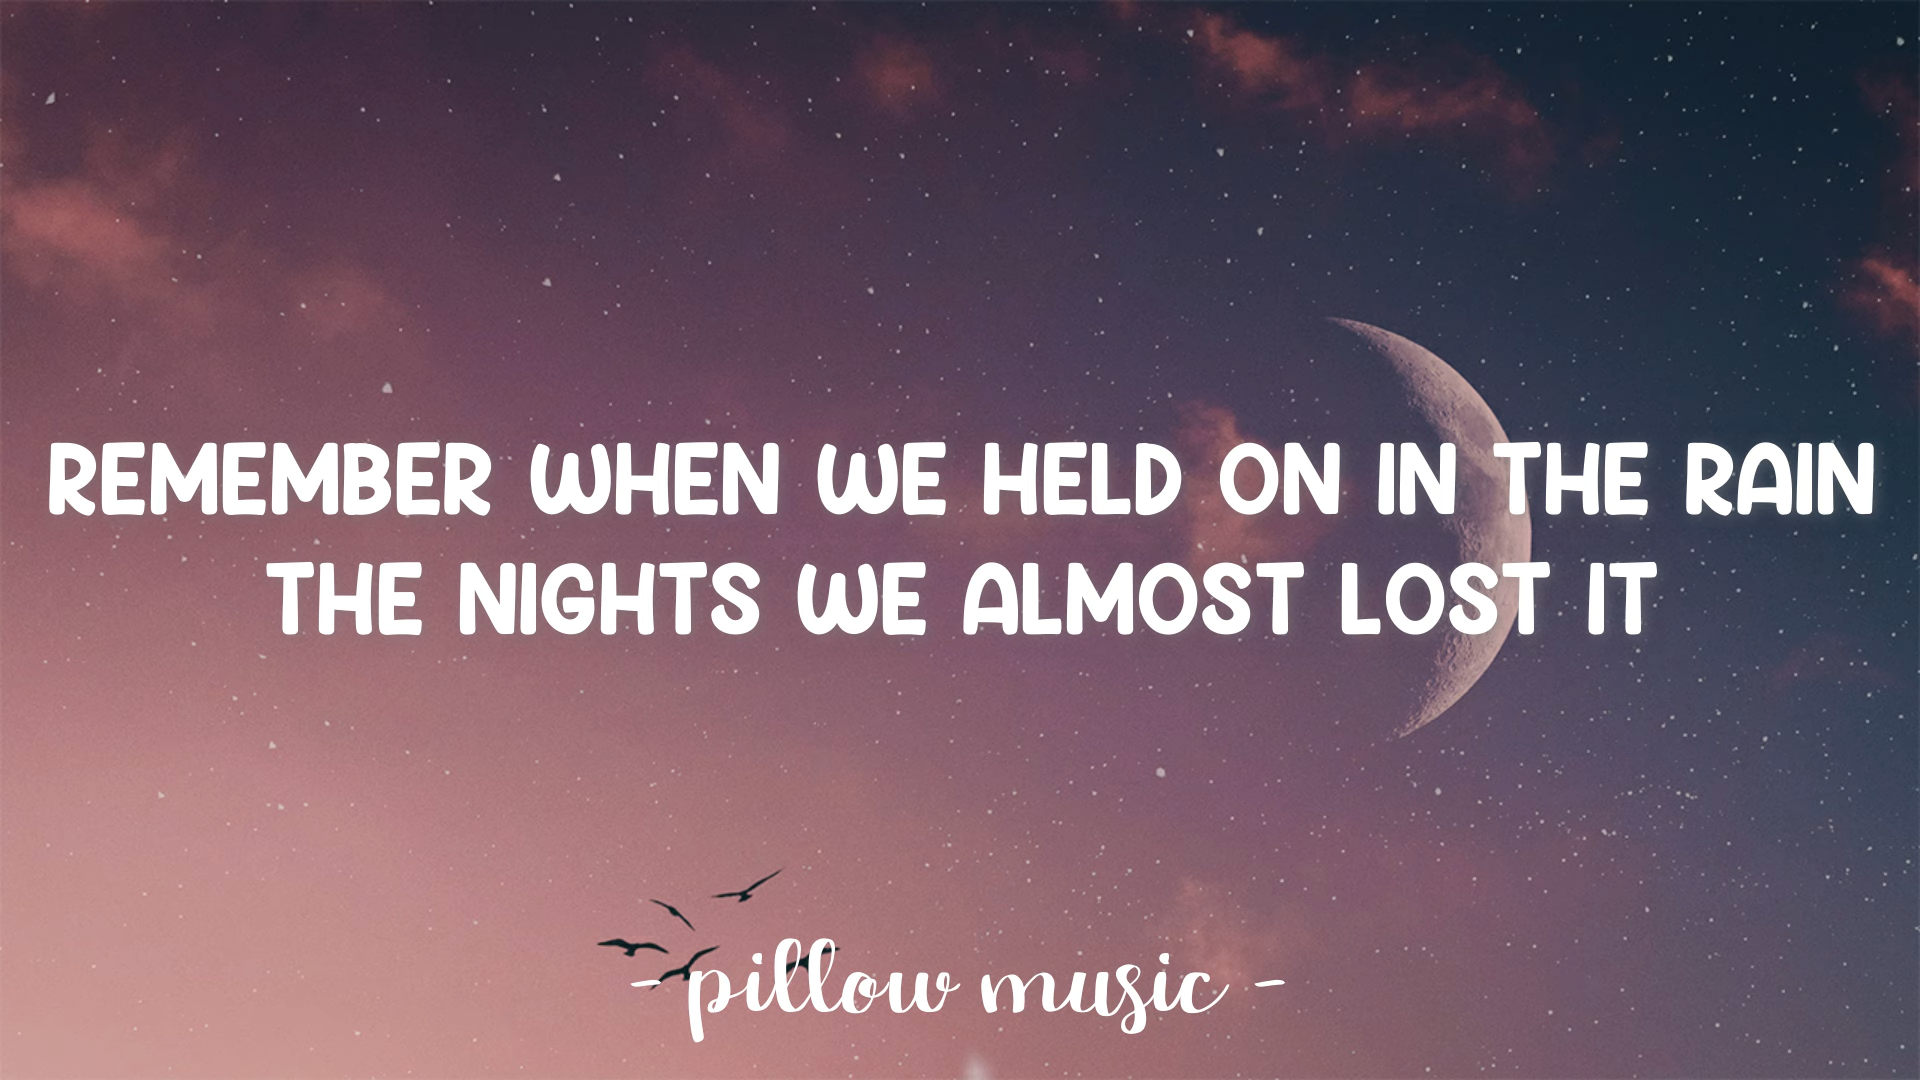 REMEMBER WHEN WE HELD ON IN THE RAIN
THE NIGHTS WE ALMOST LOST IT
- pillow music -